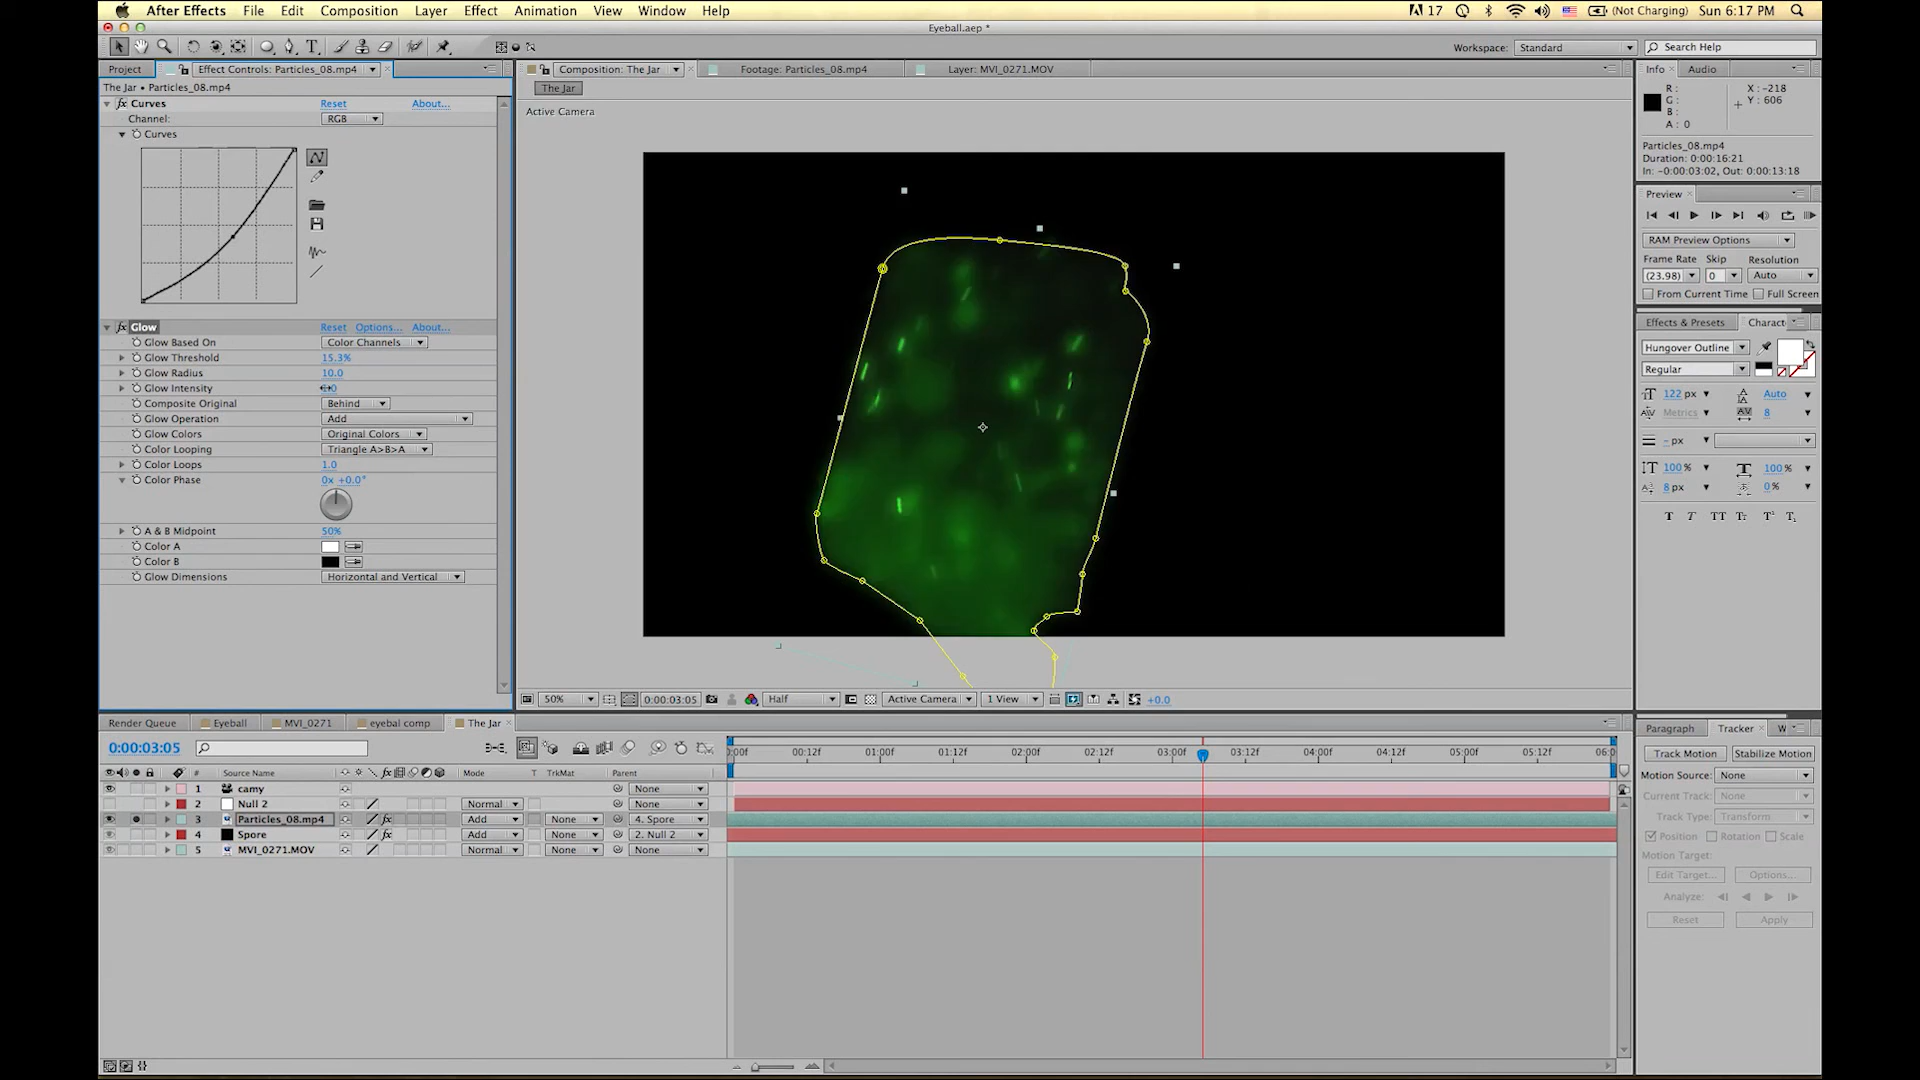 After Effects File Edit Composition Layer Effect Animation View Window Help 17 (Not Charging) Sun 6:17 PM
Eyeball.aep *
Workspace: Standard Search Help
Project Effect Controls: Particles_08.mp4 Composition: The Jar Footage: Particles_08.mp4 Layer: MVI_0271.MOV Info Audio
The Jar • Particles_08.mp4 The Jar
R: X: -218
G: Y: 606
B:
A: 0
Curves Reset About...
Channel: RGB
Curves
Active Camera
Particles_08.mp4
Duration: 0:00:16:21
In: -0:00:03:02, Out: 0:00:13:18
Preview
RAM Preview Options
Frame Rate Skip Resolution
(23.98) 0 Auto
From Current Time Full Screen
Effects & Presets Charact
Hungover Outline
Regular
122 px Auto
Metrics 8
- px
100 % 100 %
8 px 0 %
T T TT Tr T¹ T₁
Glow Reset Options... About...
Glow Based On Color Channels
Glow Threshold 15.3%
Glow Radius 10.0
Glow Intensity
Composite Original Behind
Glow Operation Add
Glow Colors Original Colors
Color Looping Triangle A>B>A
Color Loops 1.0
Color Phase 0x +0.0°
A & B Midpoint 50%
Color A
Color B
Glow Dimensions Horizontal and Vertical
50% 0:00:03:05 Half Active Camera 1 View +0.0
Render Queue Eyeball MVI_0271 eyebal comp The Jar
0:00:03:05
:00f 00:12f 01:00f 01:12f 02:00f 02:12f 03:00f 03:12f 04:00f 04:12f 05:00f 05:12f 06:0
# Source Name Mode T TrkMat Parent
1 camy None
2 Null 2 Normal None
3 Particles_08.mp4 Add None 4. Spore
4 Spore Add None 2. Null 2
5 MVI_0271.MOV Normal None None
Paragraph Tracker W
Track Motion Stabilize Motion
Motion Source: None
Current Track: None
Track Type: Transform
Position Rotation Scale
Motion Target:
Edit Target... Options...
Analyze:
Reset Apply